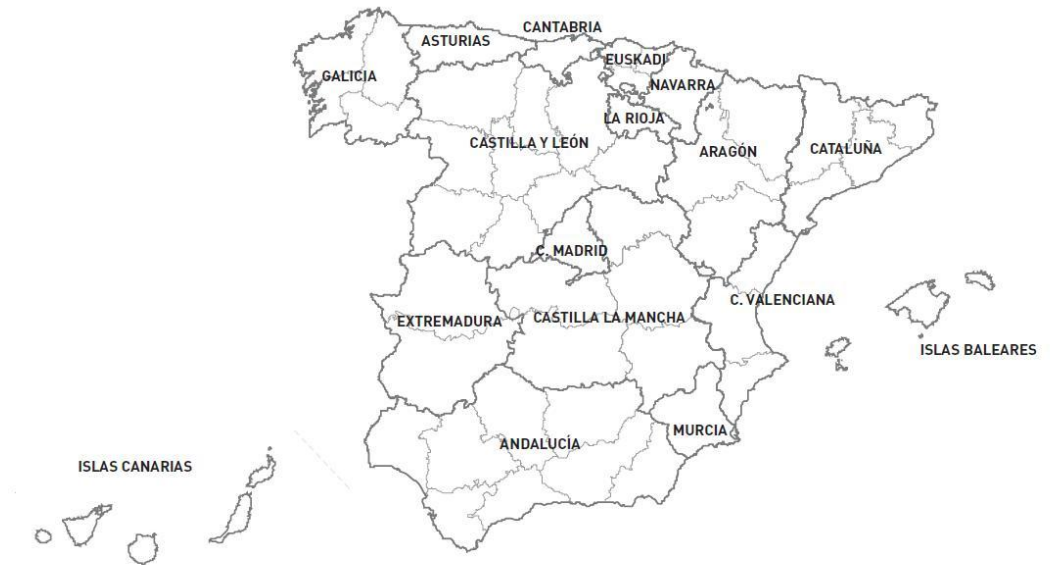 CANTABRIA
ASTURIAS
EUSKADI
GALICIA
NAVARRA
LA RIOJA
CASTILLA Y LEÓN
ARAGÓN
CATALUÑA
C. MADRID
C. VALENCIANA
EXTREMADURA
CASTILLA LA MANCHA
ISLAS BALEARES
MURCIA
ANDALUCÍA
ISLAS CANARIAS